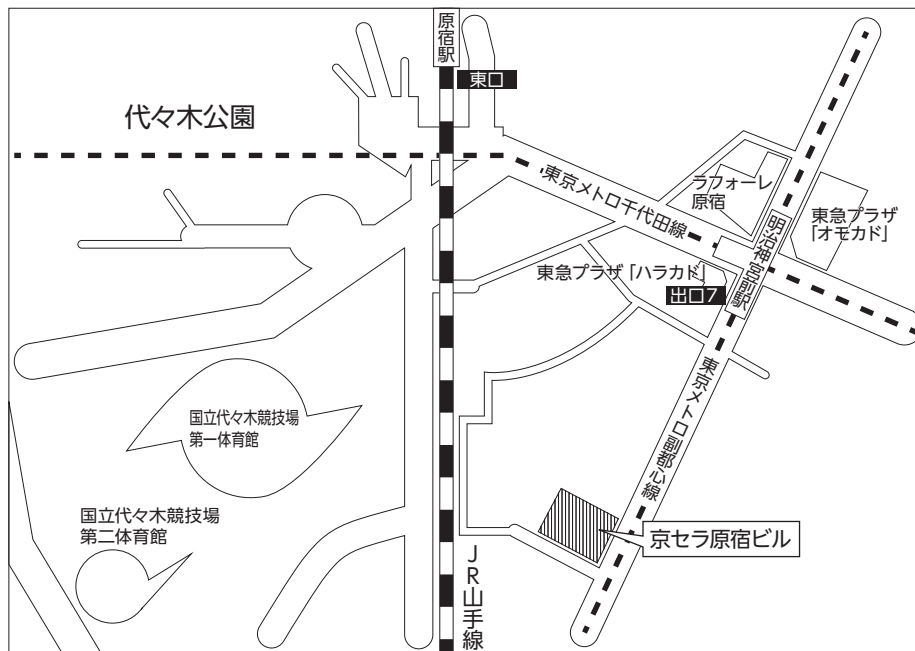 原宿駅
東口
代々木公園
東京メトロ千代田線
ラフォーレ
原宿
東急プラザ
「オモカド」
明治神宮前駅
東急プラザ「ハラカド」
出口7
東京メトロ副都心線
国立代々木競技場
第一体育館
国立代々木競技場
第二体育館
京セラ原宿ビル
JR山手線